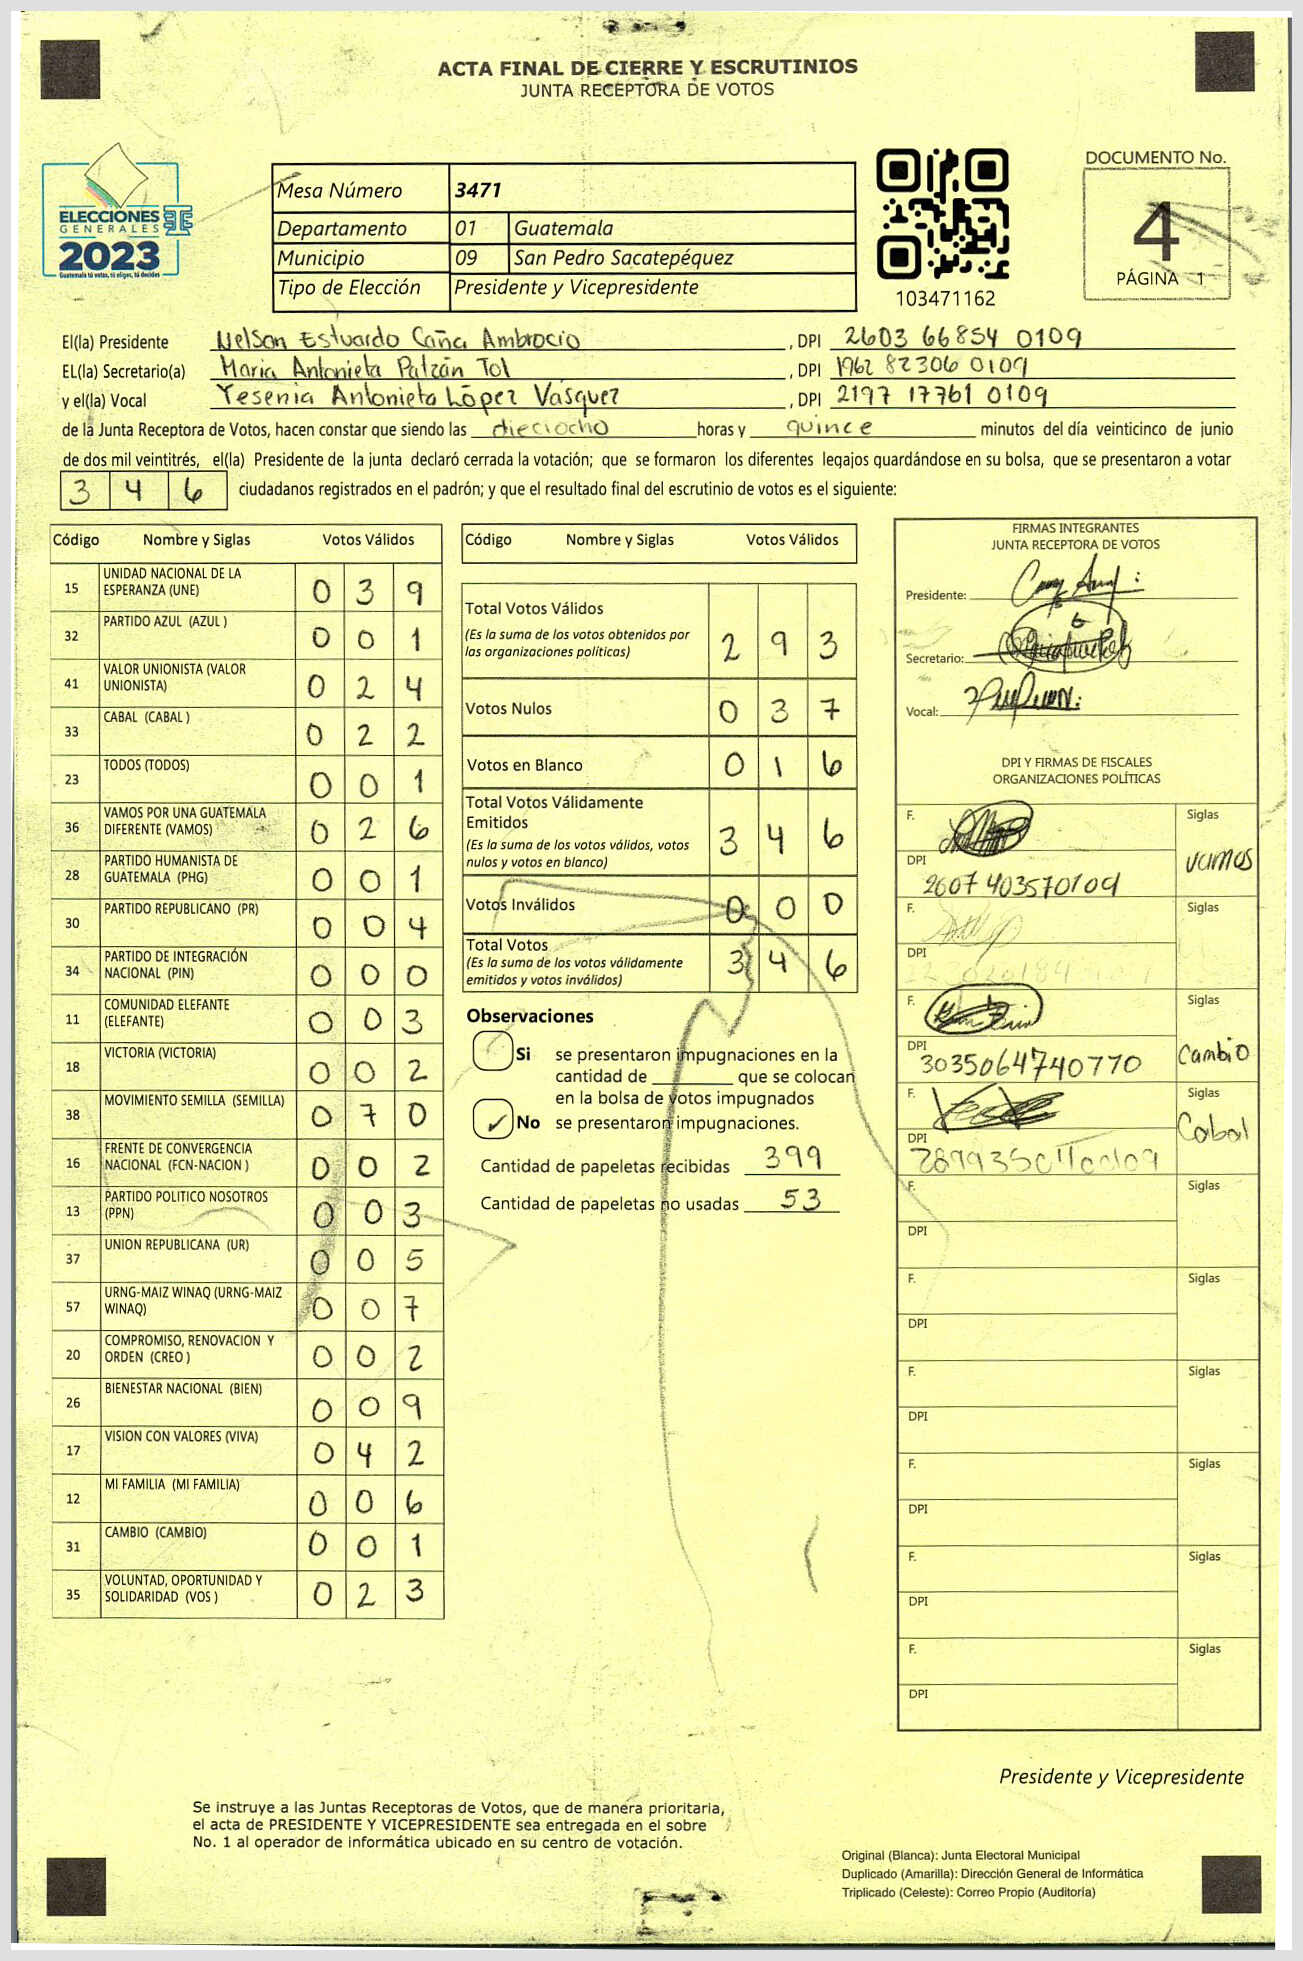 ACTA FINAL DE CIERRE Y ESCRUTINIOS
JUNTA RECEPTORA DE VOTOS
ELECCIONES
GENERALES
2023
Guatemala tú votas, tú eliges, tú decides
Mesa Número 3471
Departamento 01 Guatemala
Municipio 09 San Pedro Sacatepéquez
Tipo de Elección Presidente y Vicepresidente
103471162
DOCUMENTO No.
4
PÁGINA 1
El(la) Presidente Nelson Estuardo Caña Ambrocio, DPI 2603 66854 0109
EL(la) Secretario(a) Maria Antonieta Patzán Tol, DPI 1962 82306 0109
y el(la) Vocal Yesenia Antonieta López Vásquez, DPI 2197 17761 0109
de la Junta Receptora de Votos, hacen constar que siendo las dieciocho horas y quince minutos del día veinticinco de junio
de dos mil veintitrés, el(la) Presidente de la junta declaró cerrada la votación; que se formaron los diferentes legajos guardándose en su bolsa, que se presentaron a votar
3 4 6 ciudadanos registrados en el padrón; y que el resultado final del escrutinio de votos es el siguiente:
Código Nombre y Siglas Votos Válidos
15 UNIDAD NACIONAL DE LA ESPERANZA (UNE) 0 3 9
32 PARTIDO AZUL (AZUL ) 0 0 1
41 VALOR UNIONISTA (VALOR UNIONISTA) 0 2 4
33 CABAL (CABAL ) 0 2 2
23 TODOS (TODOS) 0 0 1
36 VAMOS POR UNA GUATEMALA DIFERENTE (VAMOS) 0 2 6
28 PARTIDO HUMANISTA DE GUATEMALA (PHG) 0 0 1
30 PARTIDO REPUBLICANO (PR) 0 0 4
34 PARTIDO DE INTEGRACIÓN NACIONAL (PIN) 0 0 0
11 COMUNIDAD ELEFANTE (ELEFANTE) 0 0 3
18 VICTORIA (VICTORIA) 0 0 2
38 MOVIMIENTO SEMILLA (SEMILLA) 0 7 0
16 FRENTE DE CONVERGENCIA NACIONAL (FCN-NACION ) 0 0 2
13 PARTIDO POLITICO NOSOTROS (PPN) 0 0 3
37 UNION REPUBLICANA (UR) 0 0 5
57 URNG-MAIZ WINAQ (URNG-MAIZ WINAQ) 0 0 7
20 COMPROMISO, RENOVACION Y ORDEN (CREO ) 0 0 2
26 BIENESTAR NACIONAL (BIEN) 0 0 9
17 VISION CON VALORES (VIVA) 0 4 2
12 MI FAMILIA (MI FAMILIA) 0 0 6
31 CAMBIO (CAMBIO) 0 0 1
35 VOLUNTAD, OPORTUNIDAD Y SOLIDARIDAD (VOS ) 0 2 3
Código Nombre y Siglas Votos Válidos
Total Votos Válidos 2 9 3
(Es la suma de los votos obtenidos por
las organizaciones políticas)
Votos Nulos 0 3 7
Votos en Blanco 0 1 6
Total Votos Válidamente
Emitidos 3 4 6
(Es la suma de los votos válidos, votos
nulos y votos en blanco)
Votos Inválidos 0 0 0
Total Votos 3 4 6
(Es la suma de los votos válidamente
emitidos y votos inválidos)
Observaciones
Si se presentaron impugnaciones en la
cantidad de ________ que se colocan
en la bolsa de votos impugnados
No se presentaron impugnaciones.
Cantidad de papeletas recibidas 399
Cantidad de papeletas no usadas 53
FIRMAS INTEGRANTES
JUNTA RECEPTORA DE VOTOS
Presidente:
Secretario:
Vocal:
DPI Y FIRMAS DE FISCALES
ORGANIZACIONES POLÍTICAS
F. Siglas
vamos
DPI
2607 403570109
F. Siglas
DPI
F. Siglas
DPI
3035064740770 Cambio
F. Siglas
Cabal
DPI
F. Siglas
DPI
F. Siglas
DPI
F. Siglas
DPI
F. Siglas
DPI
F. Siglas
DPI
F. Siglas
DPI
Presidente y Vicepresidente
Se instruye a las Juntas Receptoras de Votos, que de manera prioritaria,
el acta de PRESIDENTE Y VICEPRESIDENTE sea entregada en el sobre
No. 1 al operador de informática ubicado en su centro de votación.
Original (Blanca): Junta Electoral Municipal
Duplicado (Amarilla): Dirección General de Informática
Triplicado (Celeste): Correo Propio (Auditoría)